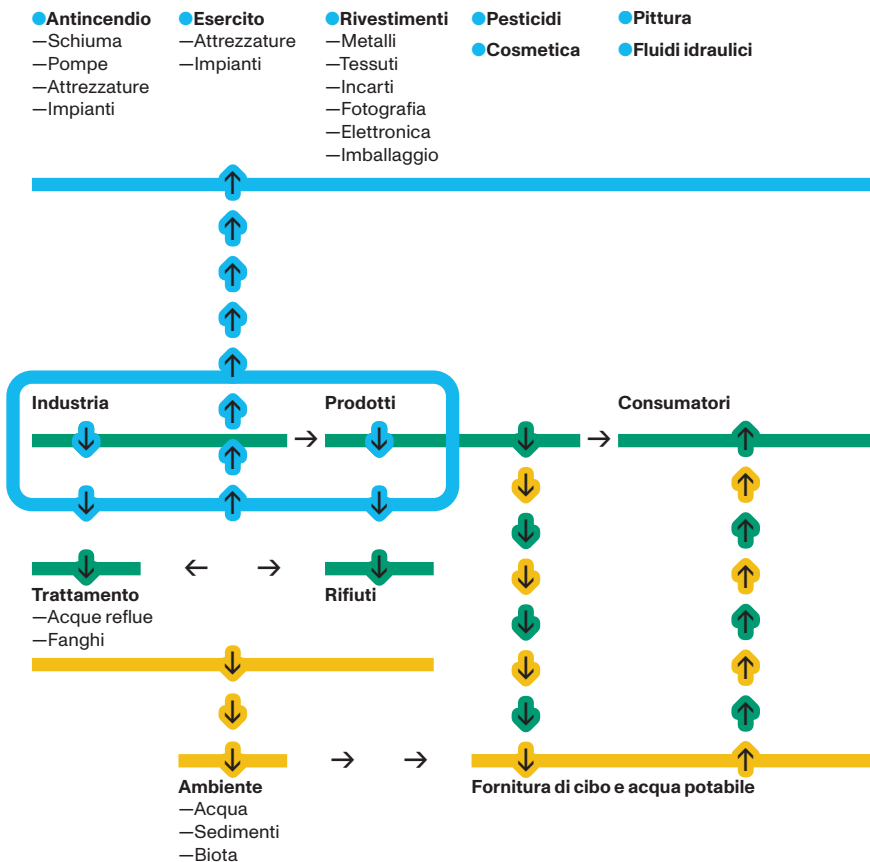 Antincendio
—Schiuma
—Pompe
—Attrezzature
—Impianti
Esercito
—Attrezzature
—Impianti
Rivestimenti
—Metalli
—Tessuti
—Incarti
—Fotografia
—Elettronica
—Imballaggio
Pesticidi
Cosmetica
Pittura
Fluidi idraulici
Industria
Prodotti
Consumatori
Trattamento
—Acque reflue
—Fanghi
Rifiuti
Ambiente
—Acqua
—Sedimenti
—Biota
Fornitura di cibo e acqua potabile